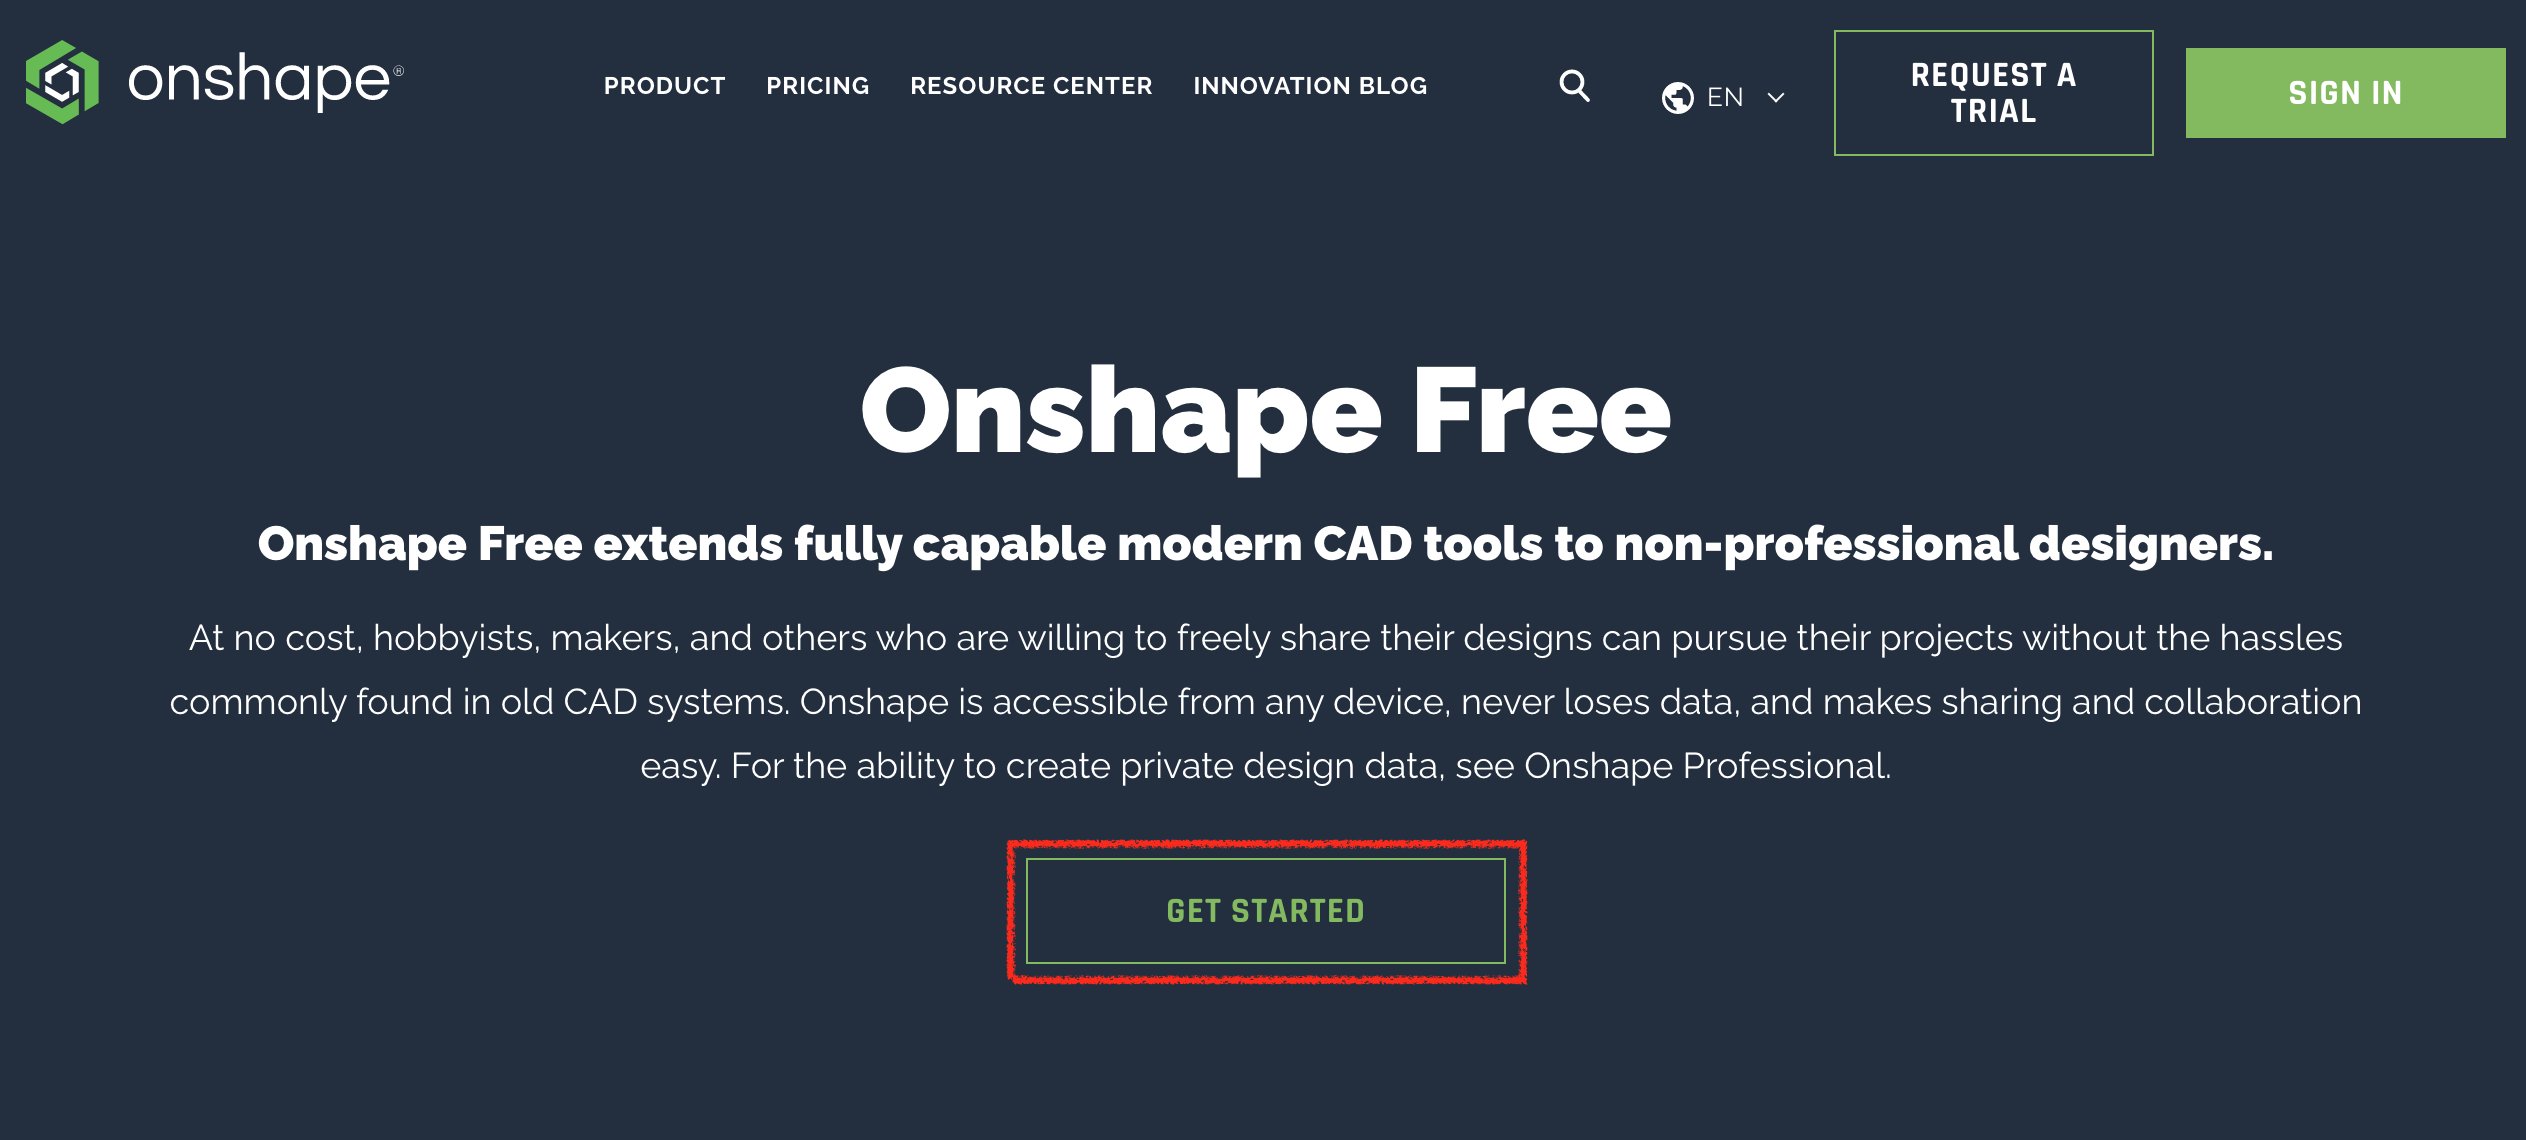 onshape®
PRODUCT
PRICING
RESOURCE CENTER
INNOVATION BLOG
EN
REQUEST A
TRIAL
SIGN IN
Onshape Free
Onshape Free extends fully capable modern CAD tools to non-professional designers.
At no cost, hobbyists, makers, and others who are willing to freely share their designs can pursue their projects without the hassles
commonly found in old CAD systems. Onshape is accessible from any device, never loses data, and makes sharing and collaboration
easy. For the ability to create private design data, see Onshape Professional.
GET STARTED